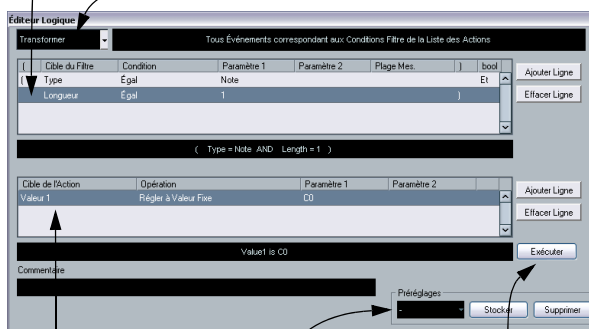 Éditeur Logique
Transformer
Tous Événements correspondant aux Conditions Filtre de la Liste des Actions
( Cible du Filtre Condition Paramètre 1 Paramètre 2 Plage Mes. ) bool
( Type Égal Note Et
Longueur Égal 1 )
Ajouter Ligne
Effacer Ligne
( Type = Note AND Length = 1 )
Cible de l'Action Opération Paramètre 1 Paramètre 2
Valeur 1 Régler à Valeur Fixe C0
Ajouter Ligne
Effacer Ligne
Value1 is C0
Exécuter
Commentaire
Préréglages
-
Stocker
Supprimer